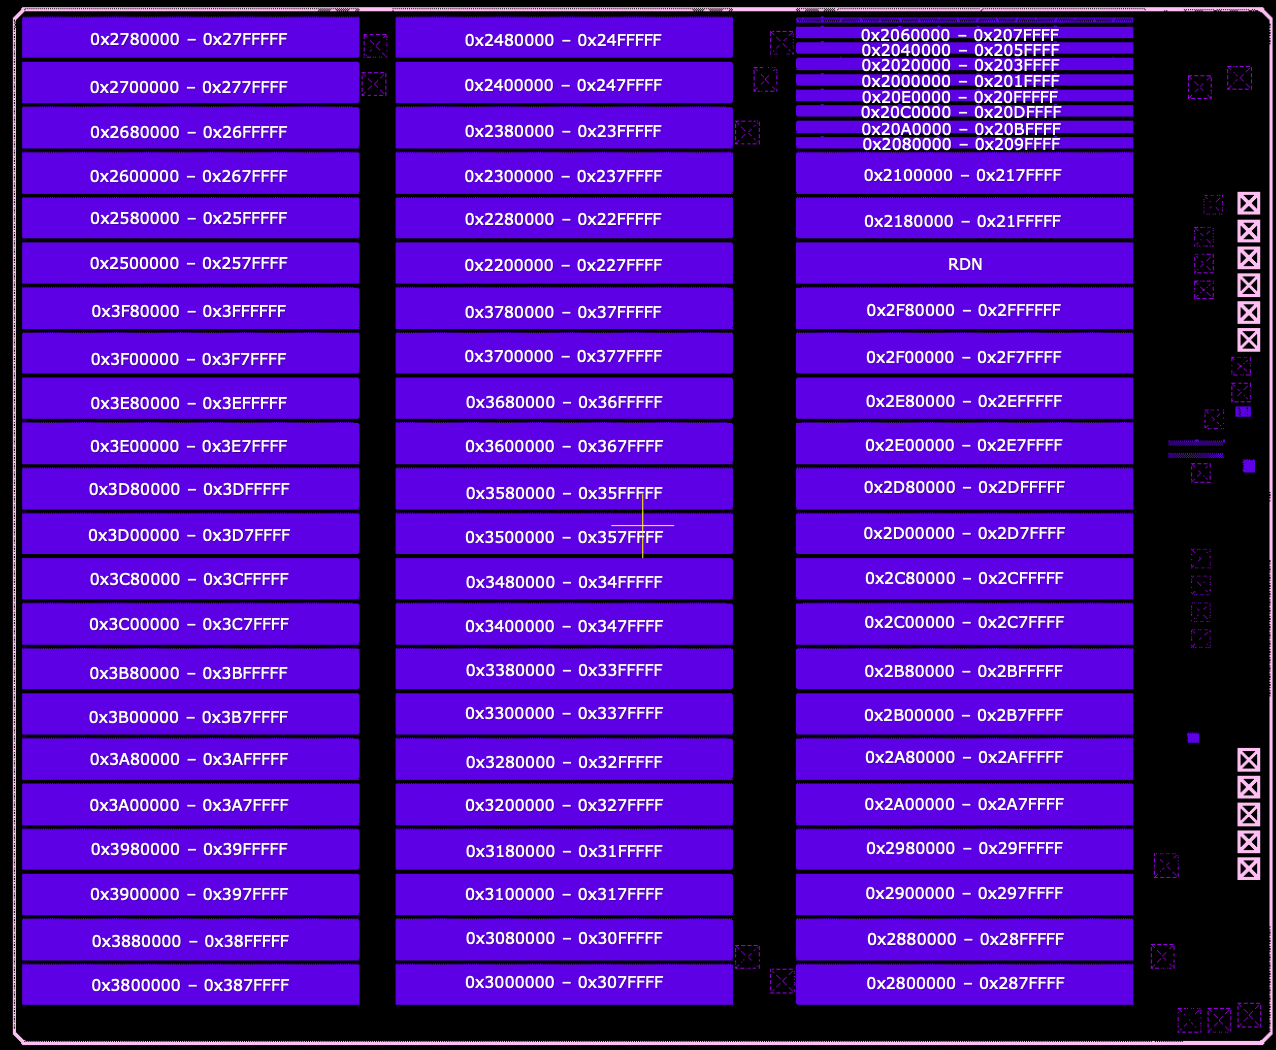 0x2780000 – 0x27FFFFF
0x2700000 – 0x277FFFF
0x2680000 – 0x26FFFFF
0x2600000 – 0x267FFFF
0x2580000 – 0x25FFFFF
0x2500000 – 0x257FFFF
0x3F80000 – 0x3FFFFFF
0x3F00000 – 0x3F7FFFF
0x3E80000 – 0x3EFFFFF
0x3E00000 – 0x3E7FFFF
0x3D80000 – 0x3DFFFFF
0x3D00000 – 0x3D7FFFF
0x3C80000 – 0x3CFFFFF
0x3C00000 – 0x3C7FFFF
0x3B80000 – 0x3BFFFFF
0x3B00000 – 0x3B7FFFF
0x3A80000 – 0x3AFFFFF
0x3A00000 – 0x3A7FFFF
0x3980000 – 0x39FFFFF
0x3900000 – 0x397FFFF
0x3880000 – 0x38FFFFF
0x3800000 – 0x387FFFF
0x2480000 – 0x24FFFFF
0x2400000 – 0x247FFFF
0x2380000 – 0x23FFFFF
0x2300000 – 0x237FFFF
0x2280000 – 0x22FFFFF
0x2200000 – 0x227FFFF
0x3780000 – 0x37FFFFF
0x3700000 – 0x377FFFF
0x3680000 – 0x36FFFFF
0x3600000 – 0x367FFFF
0x3580000 – 0x35FFFFF
0x3500000 – 0x357FFFF
0x3480000 – 0x34FFFFF
0x3400000 – 0x347FFFF
0x3380000 – 0x33FFFFF
0x3300000 – 0x337FFFF
0x3280000 – 0x32FFFFF
0x3200000 – 0x327FFFF
0x3180000 – 0x31FFFFF
0x3100000 – 0x317FFFF
0x3080000 – 0x30FFFFF
0x3000000 – 0x307FFFF
0x2060000 – 0x207FFFF
0x2040000 – 0x205FFFF
0x2020000 – 0x203FFFF
0x2000000 – 0x201FFFF
0x20E0000 – 0x20FFFFF
0x20C0000 – 0x20DFFFF
0x20A0000 – 0x20BFFFF
0x2080000 – 0x209FFFF
0x2100000 – 0x217FFFF
0x2180000 – 0x21FFFFF
RDN
0x2F80000 – 0x2FFFFFF
0x2F00000 – 0x2F7FFFF
0x2E80000 – 0x2EFFFFF
0x2E00000 – 0x2E7FFFF
0x2D80000 – 0x2DFFFFF
0x2D00000 – 0x2D7FFFF
0x2C80000 – 0x2CFFFFF
0x2C00000 – 0x2C7FFFF
0x2B80000 – 0x2BFFFFF
0x2B00000 – 0x2B7FFFF
0x2A80000 – 0x2AFFFFF
0x2A00000 – 0x2A7FFFF
0x2980000 – 0x29FFFFF
0x2900000 – 0x297FFFF
0x2880000 – 0x28FFFFF
0x2800000 – 0x287FFFF